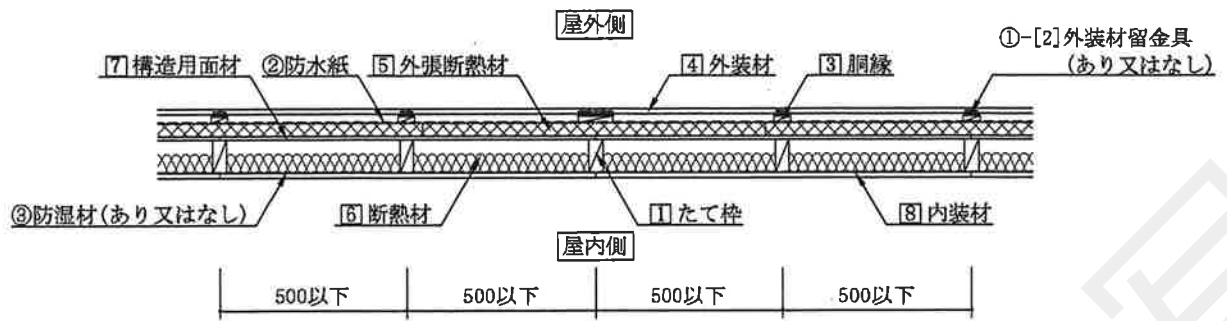 屋外側
①-[2]外装材留金具
(あり又はなし)
7 構造用面材
②防水紙
5 外張断熱材
4 外装材
3 胴縁
③防湿材(あり又はなし)
6 断熱材
1 たて枠
8 内装材
屋内側
500以下
500以下
500以下
500以下